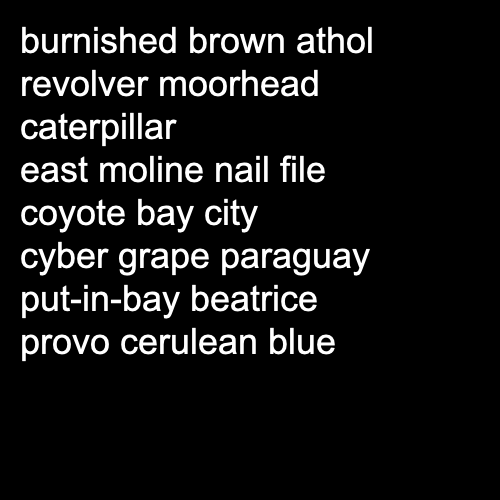 burnished brown athol
revolver moorhead
caterpillar
east moline nail file
coyote bay city
cyber grape paraguay
put-in-bay beatrice
provo cerulean blue